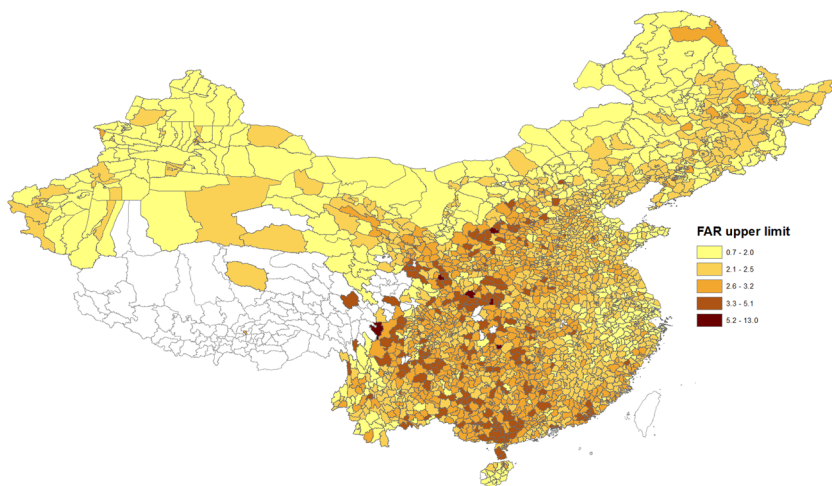 FAR upper limit
0.7 - 2.0
2.1 - 2.5
2.6 - 3.2
3.3 - 5.1
5.2 - 13.0